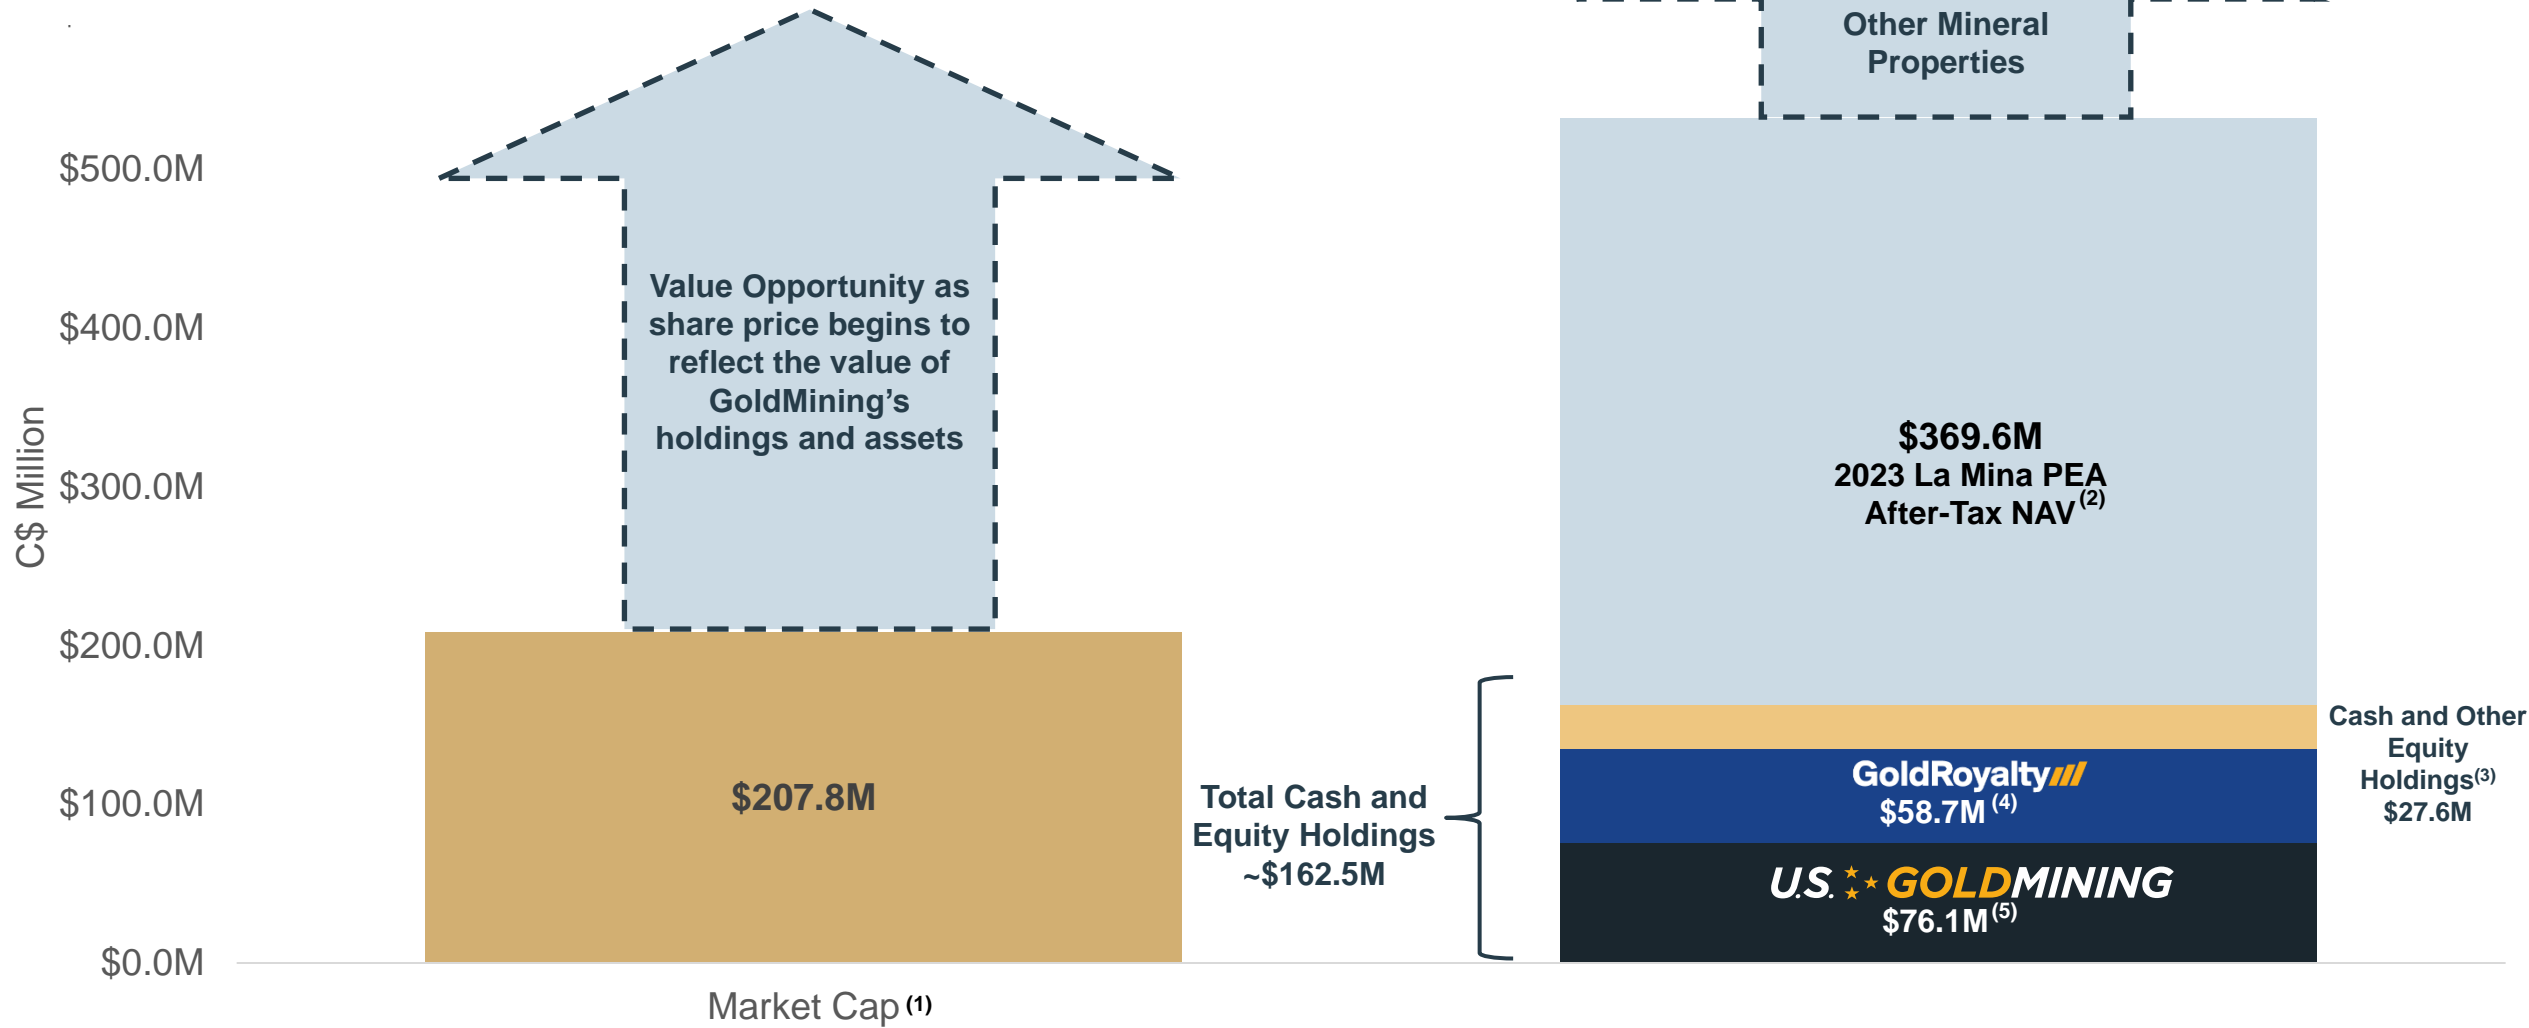 Other Mineral
Properties
$500.0M
$400.0M
$300.0M
$200.0M
$100.0M
$0.0M
C$ Million
Value Opportunity as
share price begins to
reflect the value of
GoldMining’s
holdings and assets
$207.8M
Market Cap (1)
Total Cash and
Equity Holdings
~$162.5M
$369.6M
2023 La Mina PEA
After-Tax NAV (2)
GoldRoyalty
$58.7M (4)
U.S. GOLDMINING
$76.1M (5)
Cash and Other
Equity
Holdings(3)
$27.6M